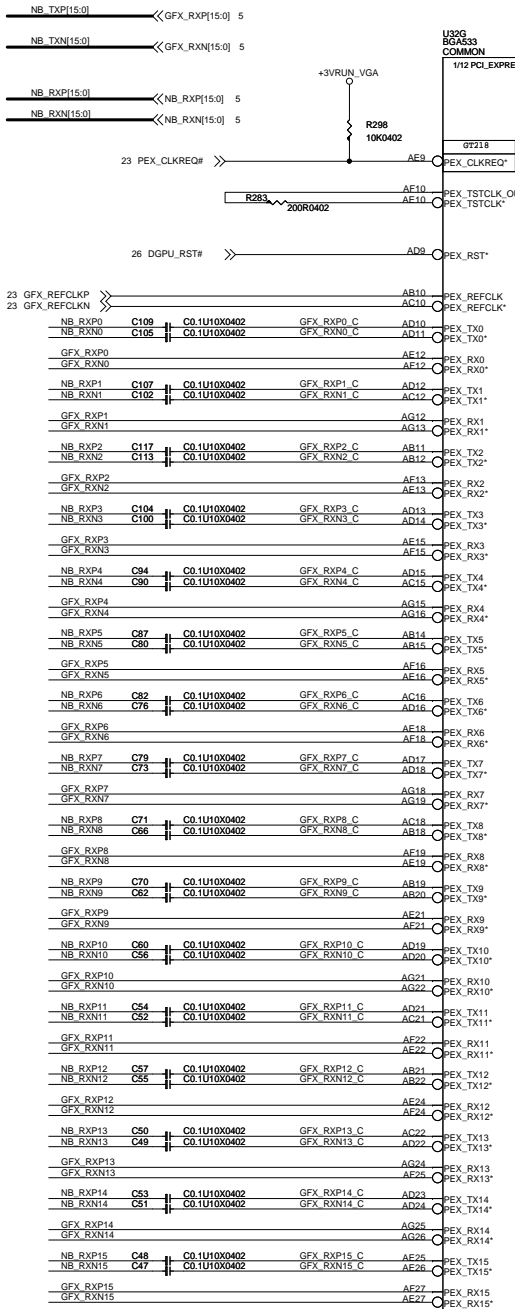 NB_TXP[15:0] GFX_RXP[15:0] 5
NB_TXN[15:0] GFX_RXN[15:0] 5
U32G
BGA533
COMMON
1/12 PCI_EXPRE
+3VRUN_VGA
NB_RXP[15:0] NB_RXP[15:0] 5
NB_RXN[15:0] NB_RXN[15:0] 5
R298
10K0402
GT218
23 PEX_CLKREQ# AE9 PEX_CLKREQ*
AF10 PEX_TSTCLK_OU
R283 200R0402 AE10 PEX_TSTCLK*
26 DGPU_RST# AD9 PEX_RST*
23 GFX_REFCLKP AB10 PEX_REFCLK
23 GFX_REFCLKN AC10 PEX_REFCLK*
NB_RXP0 C109 C0.1U10X0402 GFX_RXP0_C AD10 PEX_TX0
NB_RXN0 C105 C0.1U10X0402 GFX_RXN0_C AD11 PEX_TX0*
GFX_RXP0 AE12 PEX_RX0
GFX_RXN0 AF12 PEX_RX0*
NB_RXP1 C107 C0.1U10X0402 GFX_RXP1_C AD12 PEX_TX1
NB_RXN1 C102 C0.1U10X0402 GFX_RXN1_C AC12 PEX_TX1*
GFX_RXP1 AG12 PEX_RX1
GFX_RXN1 AG13 PEX_RX1*
NB_RXP2 C117 C0.1U10X0402 GFX_RXP2_C AB11 PEX_TX2
NB_RXN2 C113 C0.1U10X0402 GFX_RXN2_C AB12 PEX_TX2*
GFX_RXP2 AF13 PEX_RX2
GFX_RXN2 AE13 PEX_RX2*
NB_RXP3 C104 C0.1U10X0402 GFX_RXP3_C AD13 PEX_TX3
NB_RXN3 C100 C0.1U10X0402 GFX_RXN3_C AD14 PEX_TX3*
GFX_RXP3 AE15 PEX_RX3
GFX_RXN3 AF15 PEX_RX3*
NB_RXP4 C94 C0.1U10X0402 GFX_RXP4_C AD15 PEX_TX4
NB_RXN4 C90 C0.1U10X0402 GFX_RXN4_C AC15 PEX_TX4*
GFX_RXP4 AG15 PEX_RX4
GFX_RXN4 AG16 PEX_RX4*
NB_RXP5 C87 C0.1U10X0402 GFX_RXP5_C AB14 PEX_TX5
NB_RXN5 C80 C0.1U10X0402 GFX_RXN5_C AB15 PEX_TX5*
GFX_RXP5 AF16 PEX_RX5
GFX_RXN5 AE16 PEX_RX5*
NB_RXP6 C82 C0.1U10X0402 GFX_RXP6_C AC16 PEX_TX6
NB_RXN6 C76 C0.1U10X0402 GFX_RXN6_C AD16 PEX_TX6*
GFX_RXP6 AE18 PEX_RX6
GFX_RXN6 AF18 PEX_RX6*
NB_RXP7 C79 C0.1U10X0402 GFX_RXP7_C AD17 PEX_TX7
NB_RXN7 C73 C0.1U10X0402 GFX_RXN7_C AD18 PEX_TX7*
GFX_RXP7 AG18 PEX_RX7
GFX_RXN7 AG19 PEX_RX7*
NB_RXP8 C71 C0.1U10X0402 GFX_RXP8_C AC18 PEX_TX8
NB_RXN8 C66 C0.1U10X0402 GFX_RXN8_C AB18 PEX_TX8*
GFX_RXP8 AF19 PEX_RX8
GFX_RXN8 AE19 PEX_RX8*
NB_RXP9 C70 C0.1U10X0402 GFX_RXP9_C AB19 PEX_TX9
NB_RXN9 C62 C0.1U10X0402 GFX_RXN9_C AB20 PEX_TX9*
GFX_RXP9 AE21 PEX_RX9
GFX_RXN9 AF21 PEX_RX9*
NB_RXP10 C60 C0.1U10X0402 GFX_RXP10_C AD19 PEX_TX10
NB_RXN10 C56 C0.1U10X0402 GFX_RXN10_C AD20 PEX_TX10*
GFX_RXP10 AG21 PEX_RX10
GFX_RXN10 AG22 PEX_RX10*
NB_RXP11 C54 C0.1U10X0402 GFX_RXP11_C AD21 PEX_TX11
NB_RXN11 C52 C0.1U10X0402 GFX_RXN11_C AC21 PEX_TX11*
GFX_RXP11 AF22 PEX_RX11
GFX_RXN11 AE22 PEX_RX11*
NB_RXP12 C57 C0.1U10X0402 GFX_RXP12_C AB21 PEX_TX12
NB_RXN12 C55 C0.1U10X0402 GFX_RXN12_C AB22 PEX_TX12*
GFX_RXP12 AE24 PEX_RX12
GFX_RXN12 AF24 PEX_RX12*
NB_RXP13 C50 C0.1U10X0402 GFX_RXP13_C AC22 PEX_TX13
NB_RXN13 C49 C0.1U10X0402 GFX_RXN13_C AD22 PEX_TX13*
GFX_RXP13 AG24 PEX_RX13
GFX_RXN13 AF25 PEX_RX13*
NB_RXP14 C53 C0.1U10X0402 GFX_RXP14_C AD23 PEX_TX14
NB_RXN14 C51 C0.1U10X0402 GFX_RXN14_C AD24 PEX_TX14*
GFX_RXP14 AG25 PEX_RX14
GFX_RXN14 AG26 PEX_RX14*
NB_RXP15 C48 C0.1U10X0402 GFX_RXP15_C AE25 PEX_TX15
NB_RXN15 C47 C0.1U10X0402 GFX_RXN15_C AE26 PEX_TX15*
GFX_RXP15 AF27 PEX_RX15
GFX_RXN15 AE27 PEX_RX15*